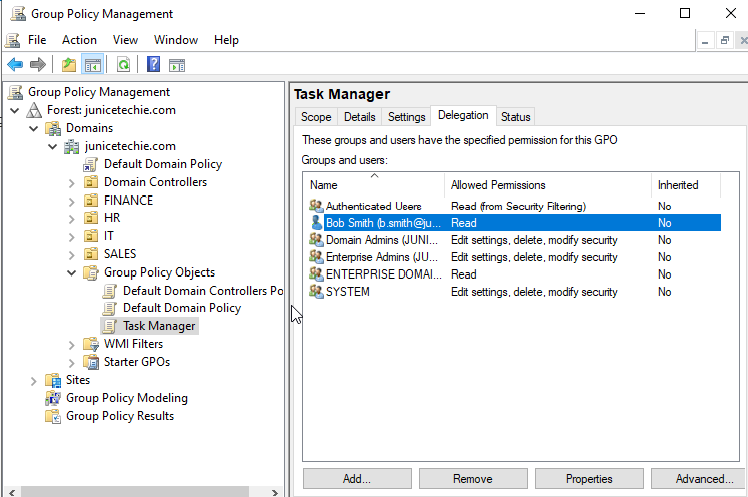 Group Policy Management
File Action View Window Help
Group Policy Management
Forest: junicetechie.com
Domains
junicetechie.com
Default Domain Policy
Domain Controllers
FINANCE
HR
IT
SALES
Group Policy Objects
Default Domain Controllers Po
Default Domain Policy
Task Manager
WMI Filters
Starter GPOs
Sites
Group Policy Modeling
Group Policy Results
Task Manager
Scope Details Settings Delegation Status
These groups and users have the specified permission for this GPO
Groups and users:
Name Allowed Permissions Inherited
Authenticated Users Read (from Security Filtering) No
Bob Smith (b.smith@ju... Read No
Domain Admins (JUNI... Edit settings, delete, modify security No
Enterprise Admins (JU... Edit settings, delete, modify security No
ENTERPRISE DOMAI... Read No
SYSTEM Edit settings, delete, modify security No
Add... Remove Properties Advanced...